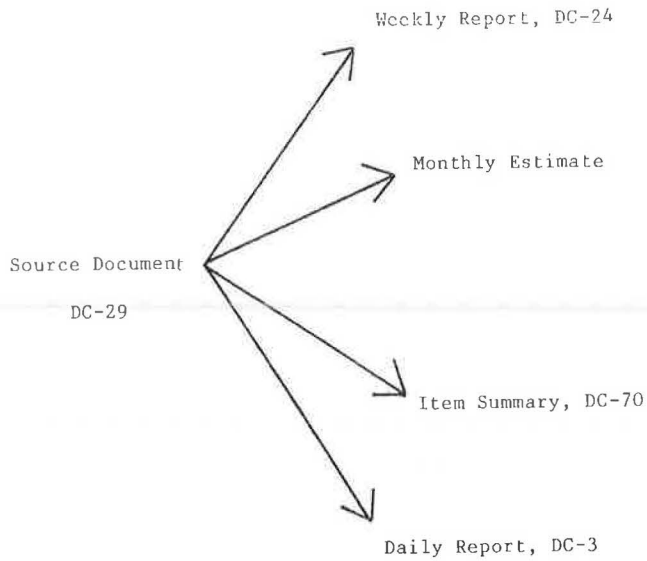 Weekly Report, DC-24
Monthly Estimate
Source Document
DC-29
Item Summary, DC-70
Daily Report, DC-3